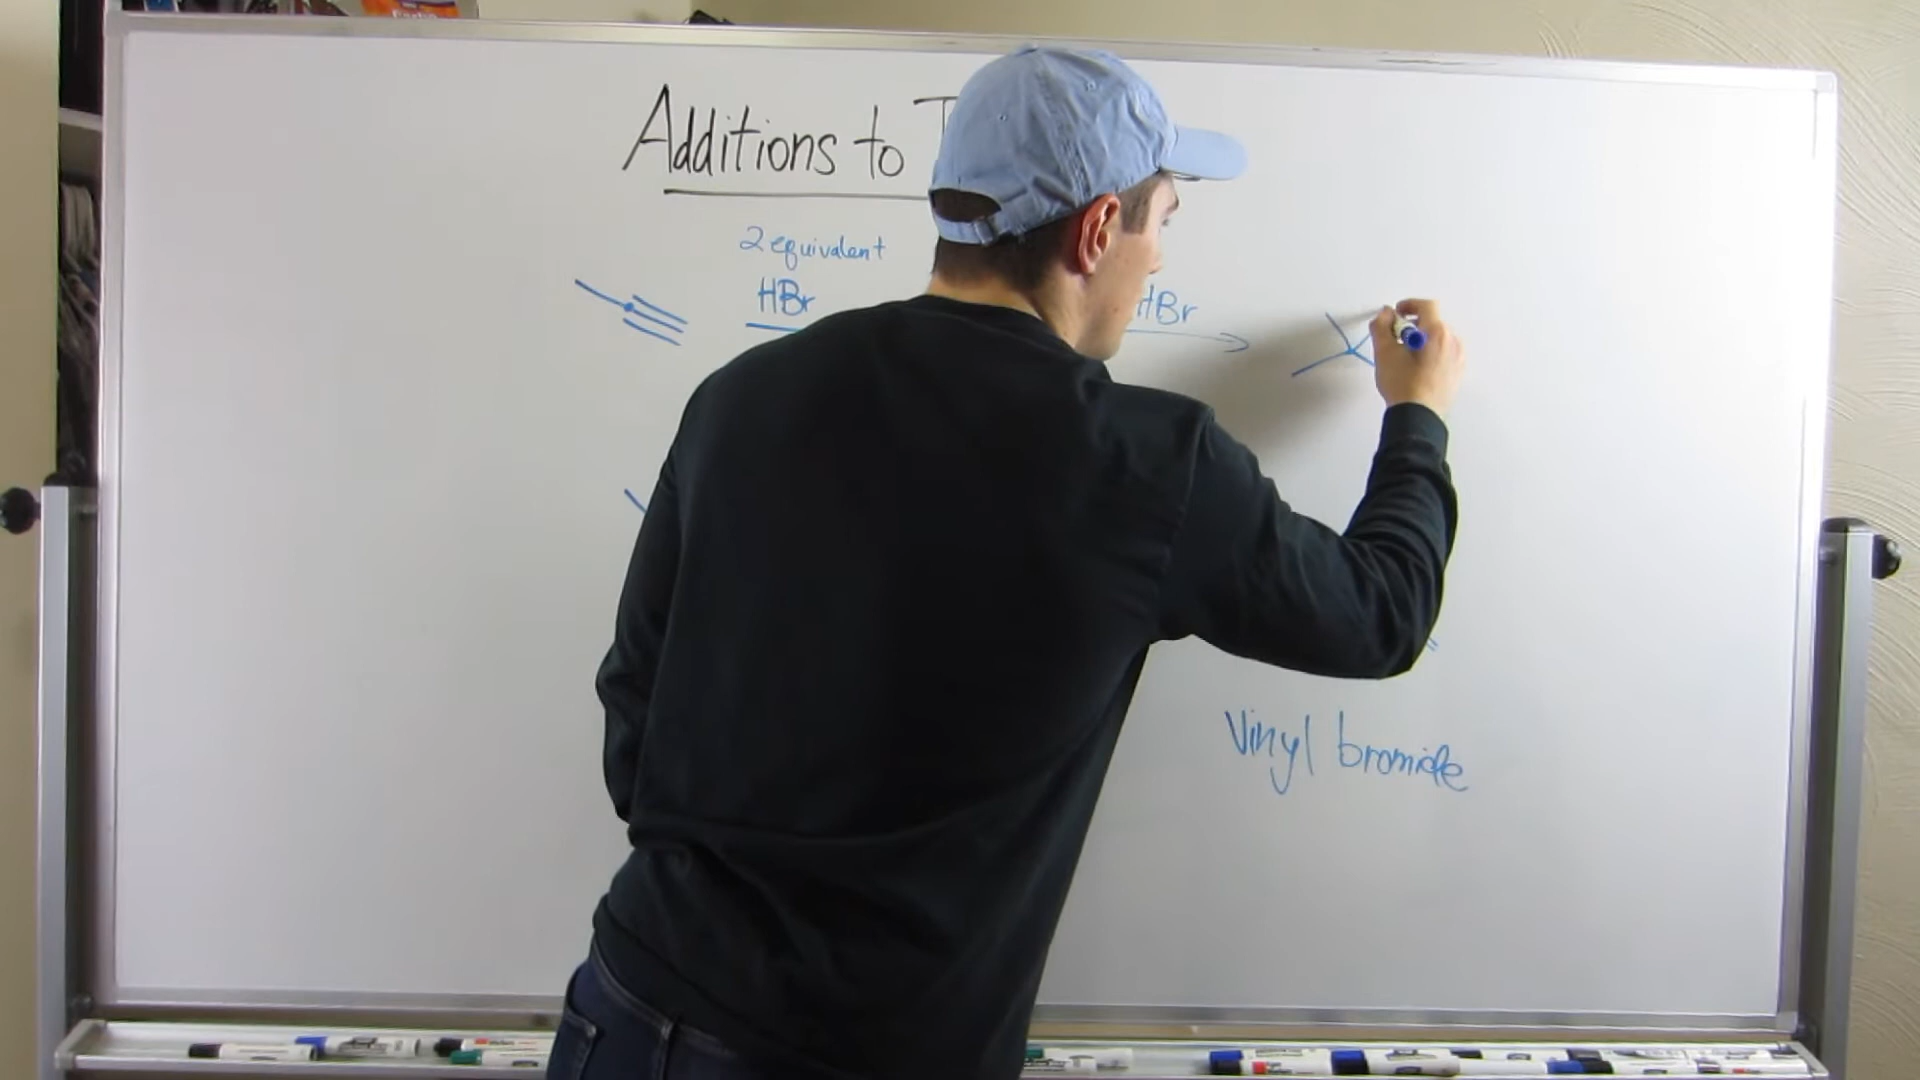 Additions to
2 equivalent
HBr HBr
Vinyl bromide